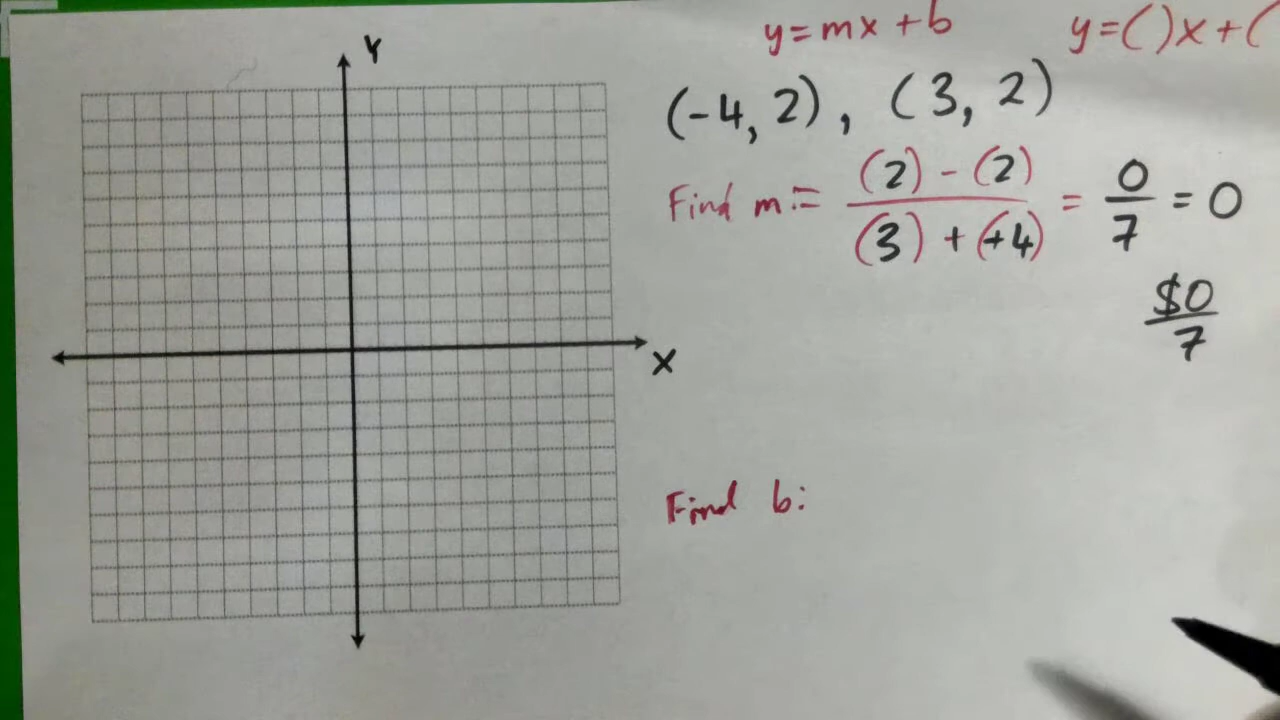 y=mx+b y=( )x+(
Y
(-4, 2), (3, 2)
Find m:= (2) - (2) / (3) + (+4) = 0/7 = 0
$0/7
X
Find b: